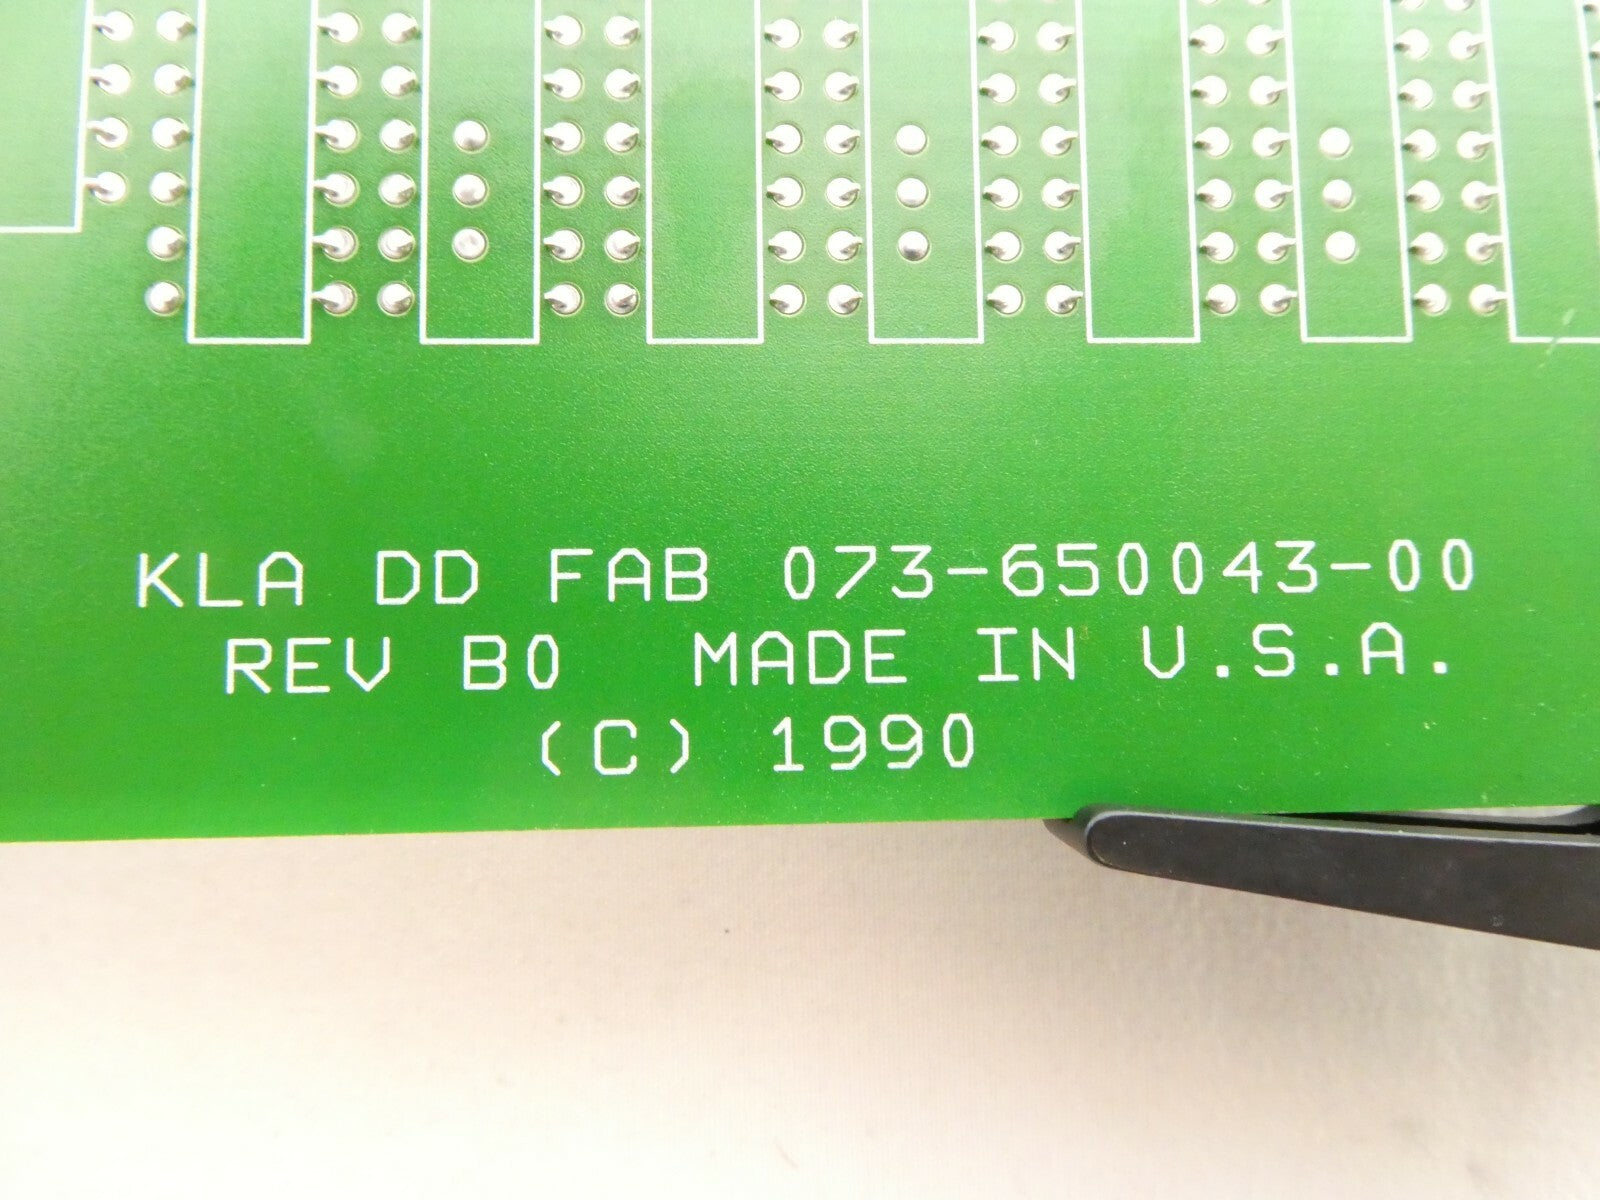 KLA DD FAB 073-650043-00
REV B0 MADE IN U.S.A.
(C) 1990